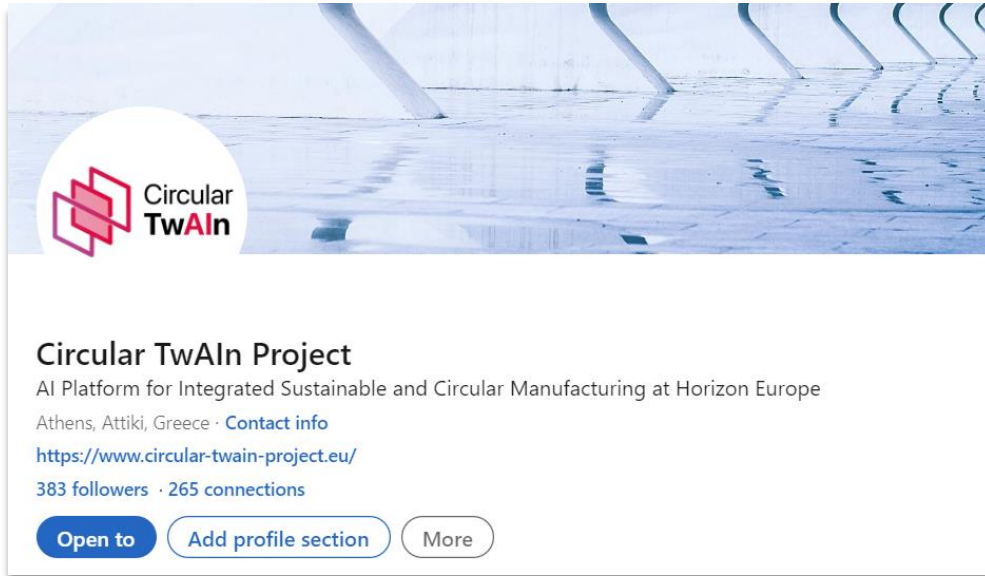 Circular
TwAIn
Circular TwAIn Project
AI Platform for Integrated Sustainable and Circular Manufacturing at Horizon Europe
Athens, Attiki, Greece · Contact info
https://www.circular-twain-project.eu/
383 followers · 265 connections
Open to Add profile section More